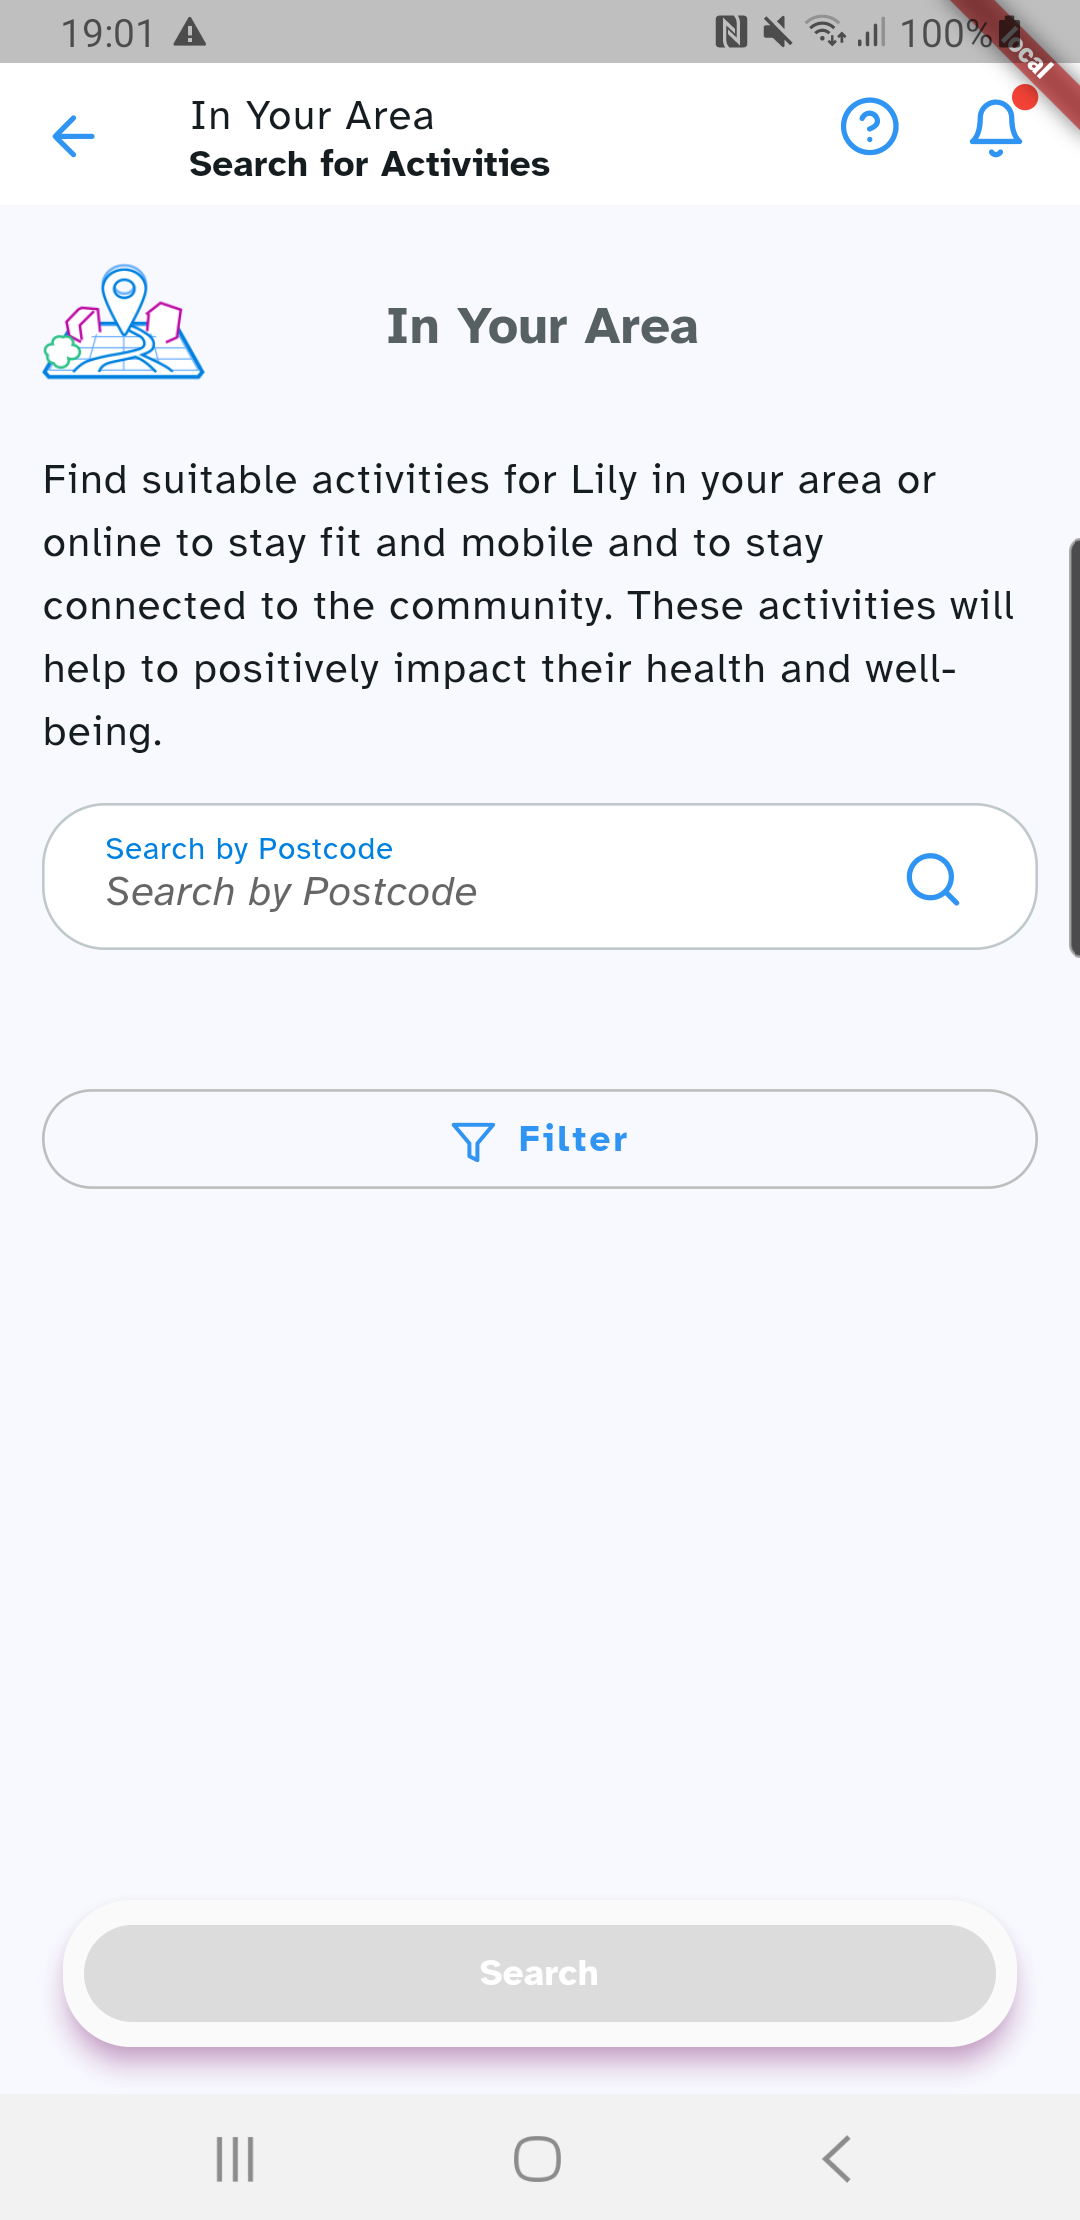 19:01
100%
local
In Your Area
Search for Activities
In Your Area
Find suitable activities for Lily in your area or
online to stay fit and mobile and to stay
connected to the community. These activities will
help to positively impact their health and well-
being.
Search by Postcode
Search by Postcode
Filter
Search